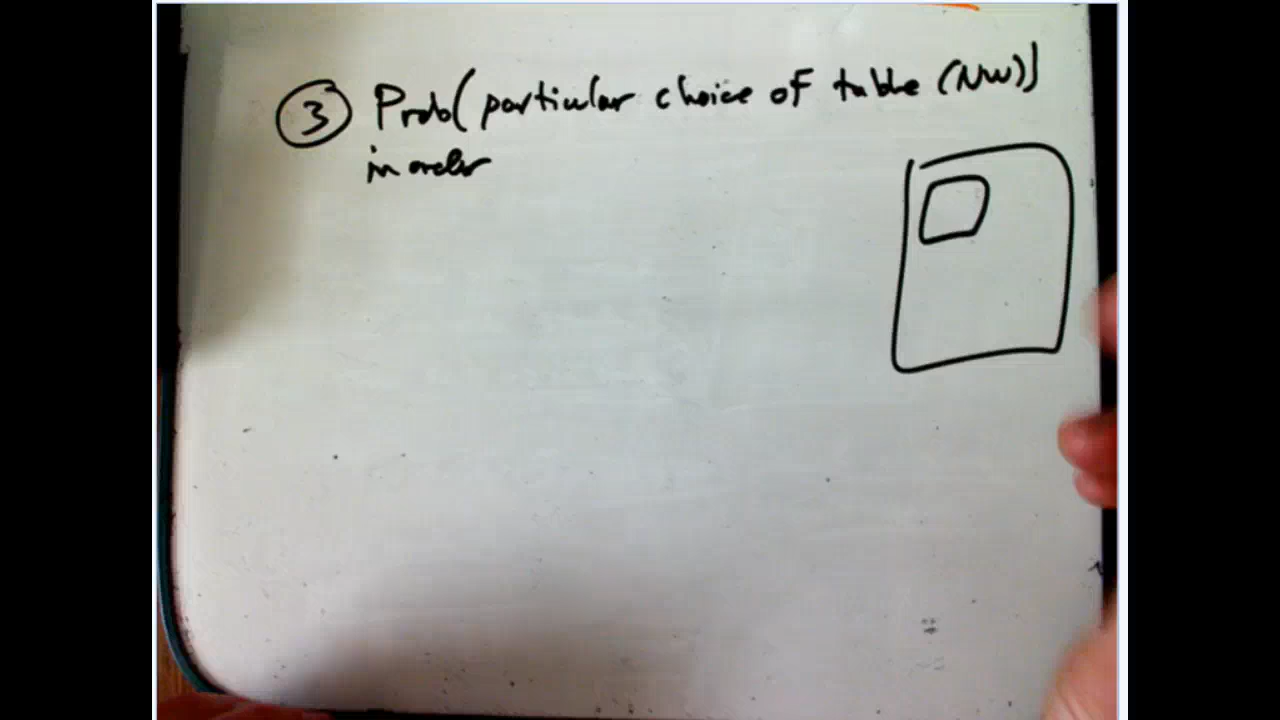 ③ Prob( particular choice of table (NW))
in order